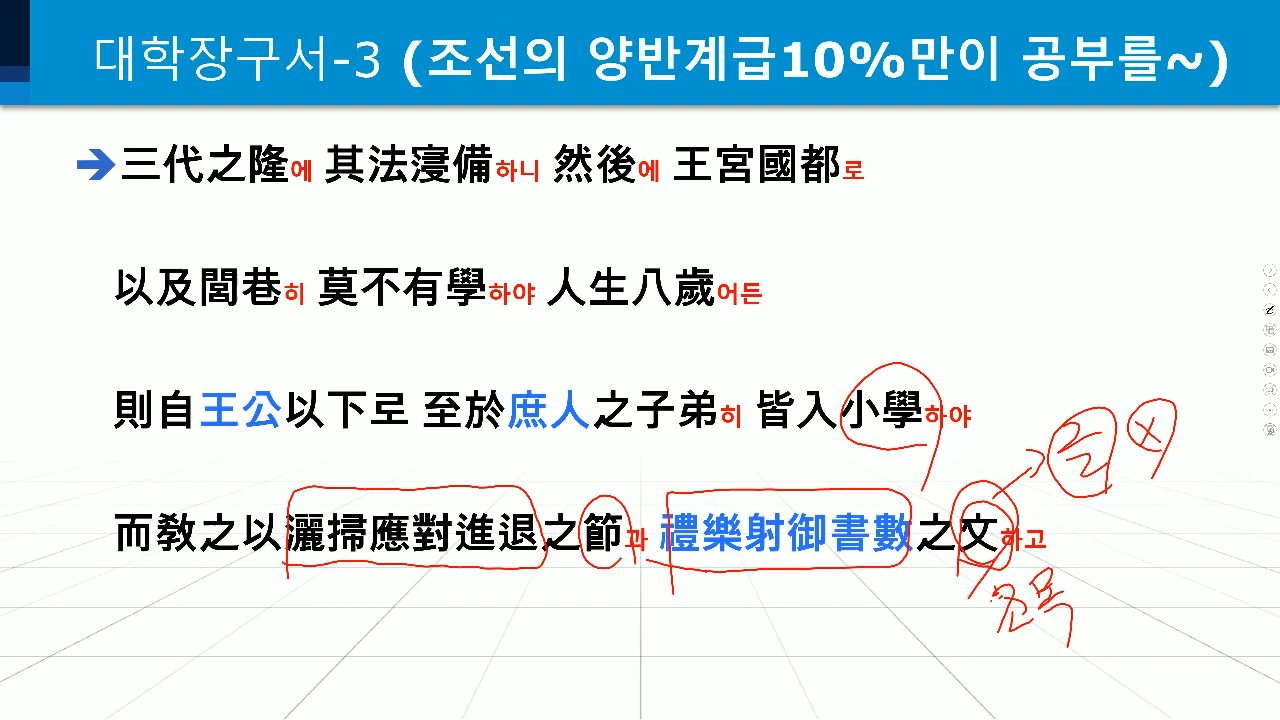 대학장구서-3 (조선의 양반계급10%만이 공부를~)
三代之隆에 其法寖備하니 然後에 王宮國都로
以及閭巷히 莫不有學하야 人生八歲어든
則自王公以下로 至於庶人之子弟히 皆入小學하야
글 X
而敎之以灑掃應對進退之節과 禮樂射御書數之文하고